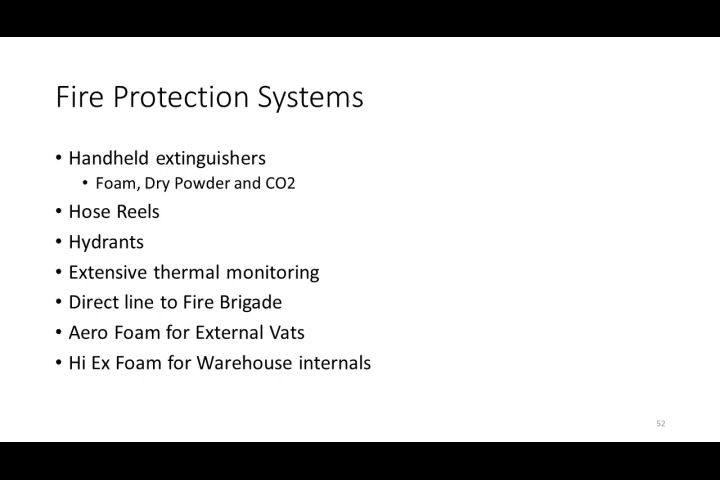 Fire Protection Systems
• Handheld extinguishers
• Foam, Dry Powder and CO2
• Hose Reels
• Hydrants
• Extensive thermal monitoring
• Direct line to Fire Brigade
• Aero Foam for External Vats
• Hi Ex Foam for Warehouse internals
52